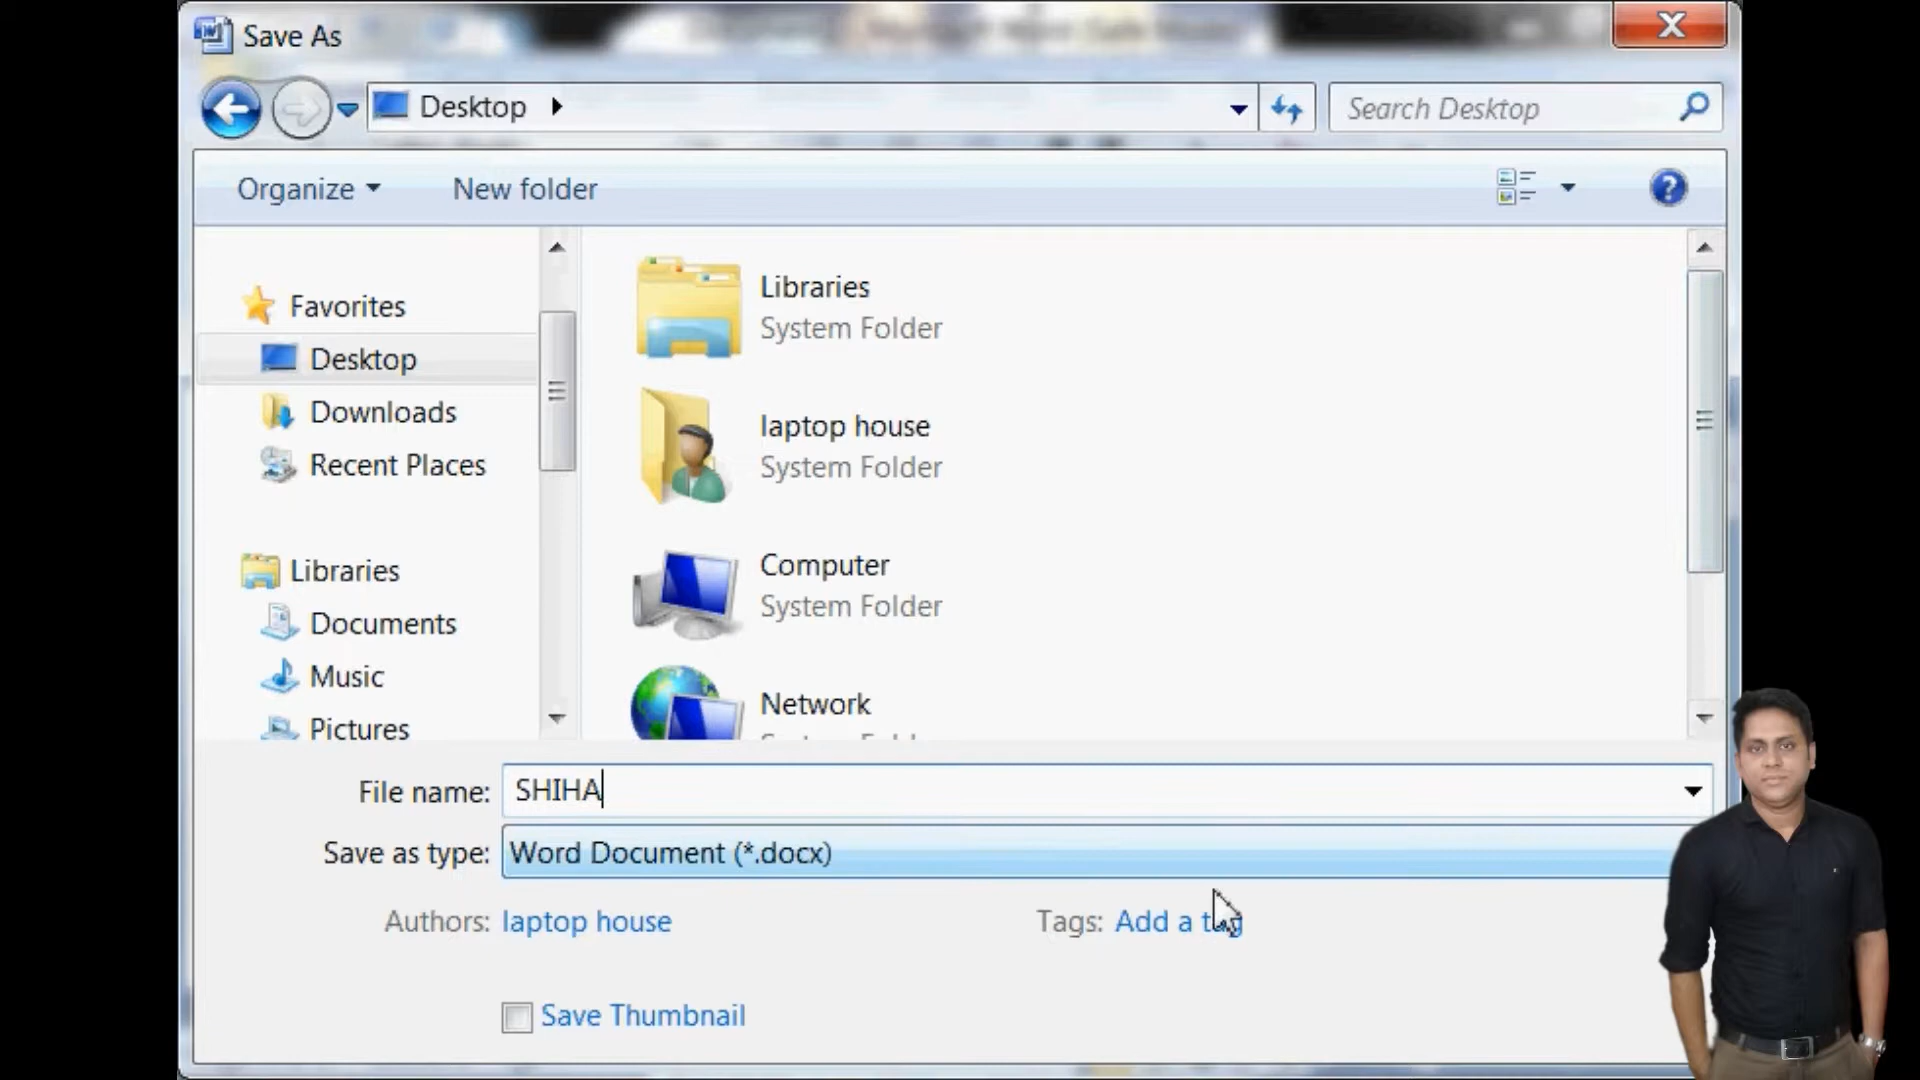 Save As
Desktop
Search Desktop
Organize
New folder
Favorites
Desktop
Downloads
Recent Places
Libraries
Documents
Music
Pictures
Libraries
System Folder
laptop house
System Folder
Computer
System Folder
Network
File name: SHIHA
Save as type: Word Document (*.docx)
Authors: laptop house
Tags: Add a tag
Save Thumbnail